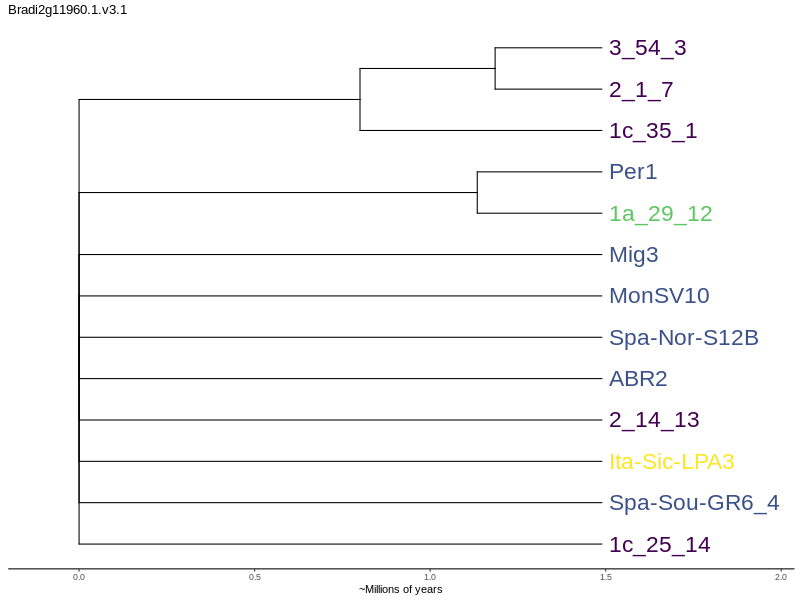 Bradi2g11960.1.v3.1
3_54_3
2_1_7
1c_35_1
Per1
1a_29_12
Mig3
MonSV10
Spa-Nor-S12B
ABR2
2_14_13
Ita-Sic-LPA3
Spa-Sou-GR6_4
1c_25_14
0.0 0.5 1.0 1.5 2.0
~Millions of years